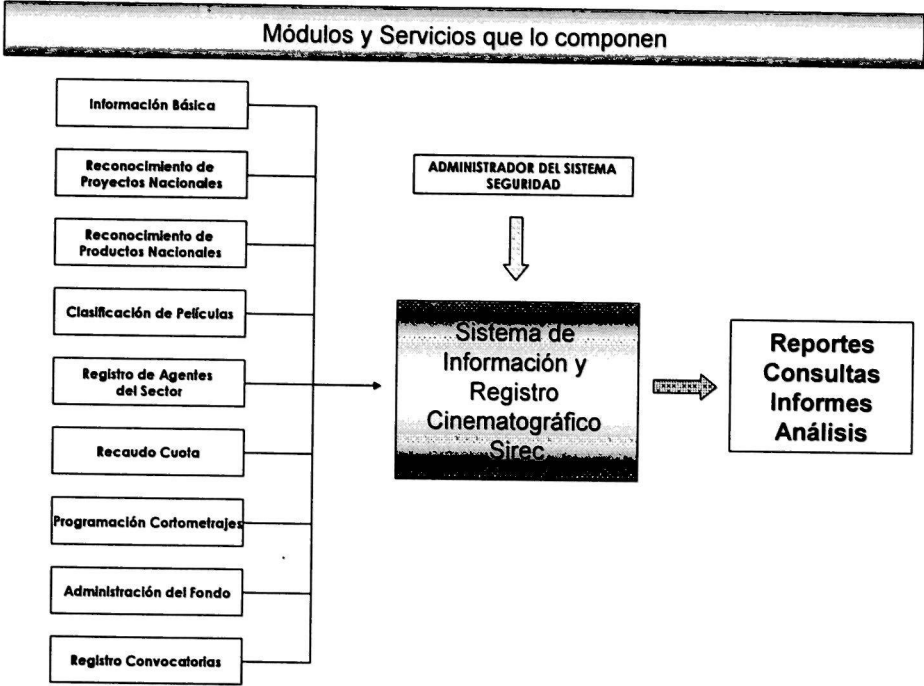 Módulos y Servicios que lo componen
Información Básica
Reconocimiento de
Proyectos Nacionales
Reconocimiento de
Productos Nacionales
Clasificación de Películas
Registro de Agentes
del Sector
Recaudo Cuota
Programación Cortometrajes
Administración del Fondo
Registro Convocatorias
ADMINISTRADOR DEL SISTEMA
SEGURIDAD
Sistema de
Información y
Registro
Cinematográfico
Sirec
Reportes
Consultas
Informes
Análisis